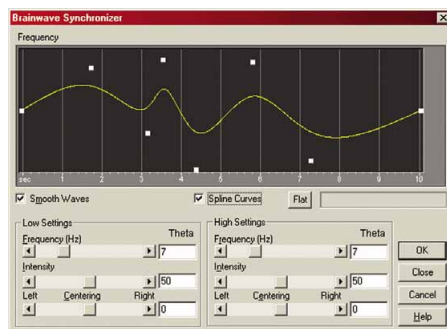 Brainwave Synchronizer
Frequency
sec 1 2 3 4 5 6 7 8 9 10
Smooth Waves Spline Curves Flat
Low Settings
Theta
Frequency (Hz)
7
Intensity
50
Left Centering Right
0
High Settings
Theta
Frequency (Hz)
7
Intensity
50
Left Centering Right
0
OK
Close
Cancel
Help